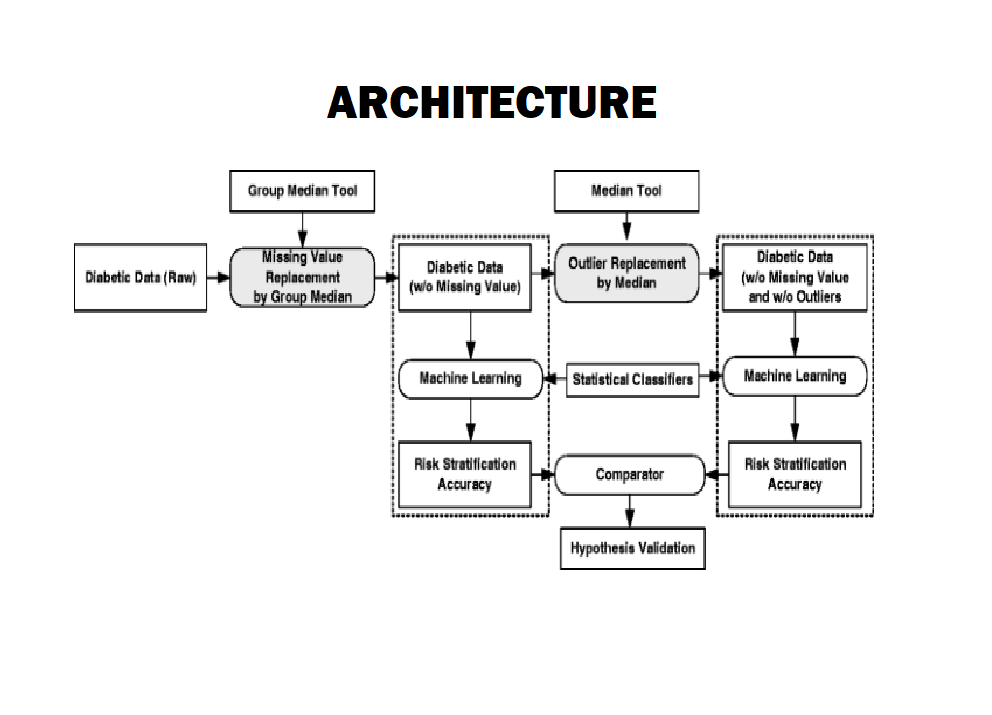 ARCHITECTURE
Group Median Tool
Median Tool
Diabetic Data (Raw)
Missing Value
Replacement
by Group Median
Diabetic Data
(w/o Missing Value)
Outlier Replacement
by Median
Diabetic Data
(w/o Missing Value
and w/o Outliers
Machine Learning
Statistical Classifiers
Machine Learning
Risk Stratification
Accuracy
Comparator
Risk Stratification
Accuracy
Hypothesis Validation